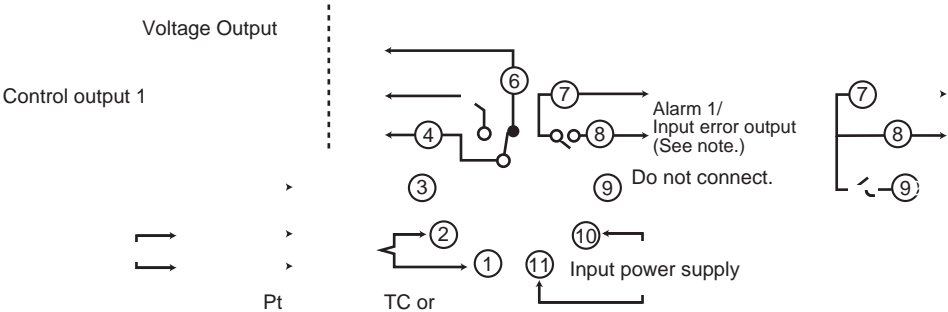 Voltage Output
6
Control output 1
7
7
4
8
Alarm 1/
Input error output
(See note.)
8
3
9
Do not connect.
9
2
10
1
11
Input power supply
Pt
TC or